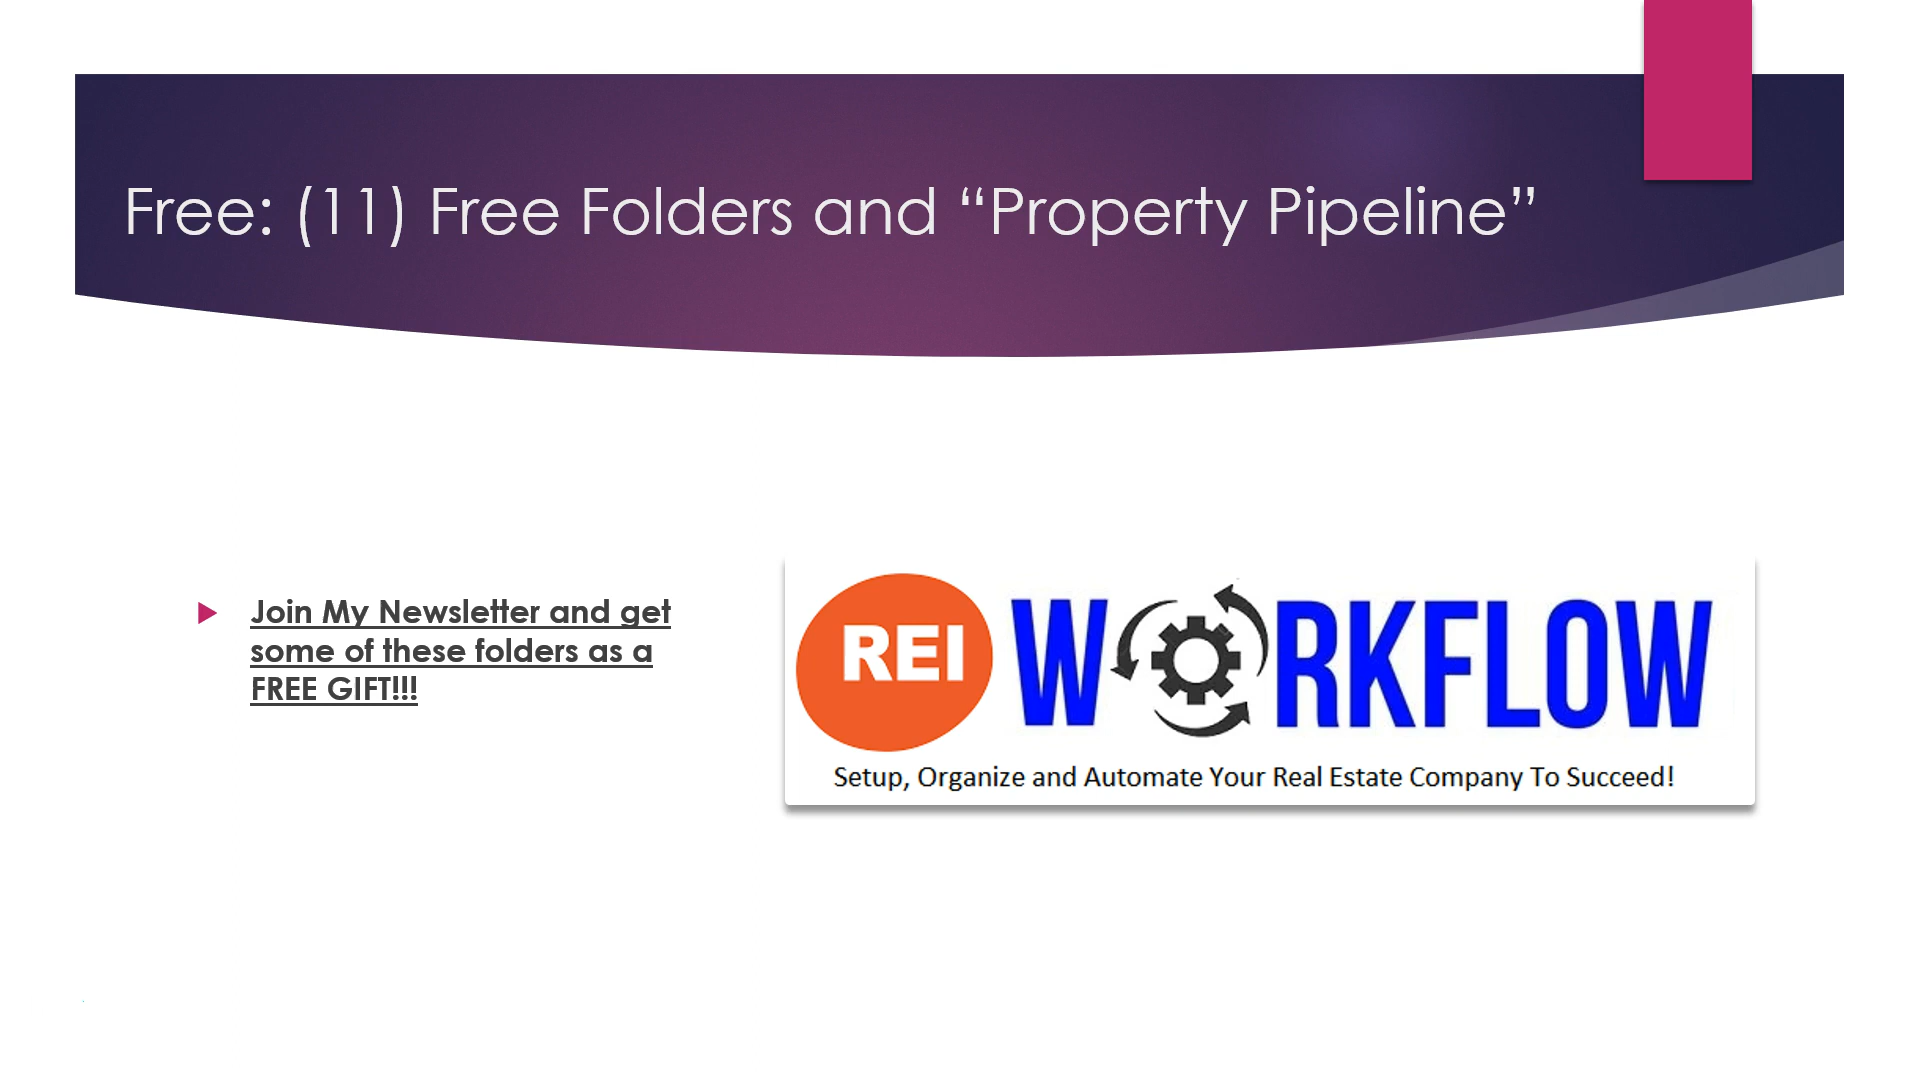 Free: (11) Free Folders and “Property Pipeline”
Join My Newsletter and get
some of these folders as a
FREE GIFT!!!
REI WORKFLOW
Setup, Organize and Automate Your Real Estate Company To Succeed!